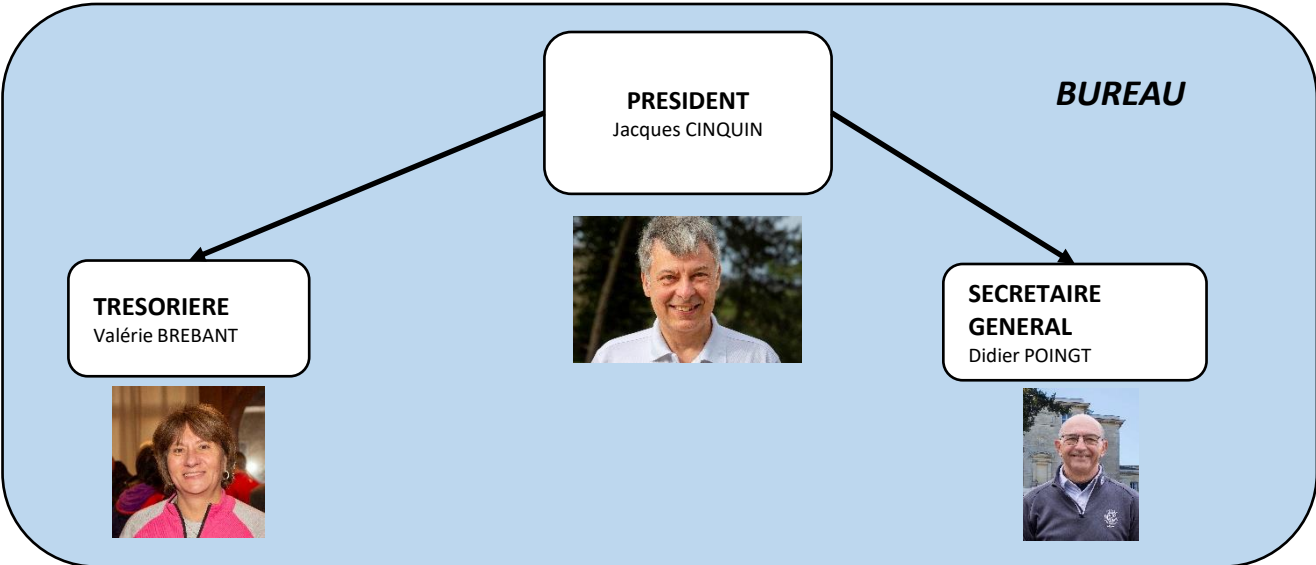 BUREAU
PRESIDENT
Jacques CINQUIN
TRESORIERE
Valérie BREBANT
SECRETAIRE
GENERAL
Didier POINGT